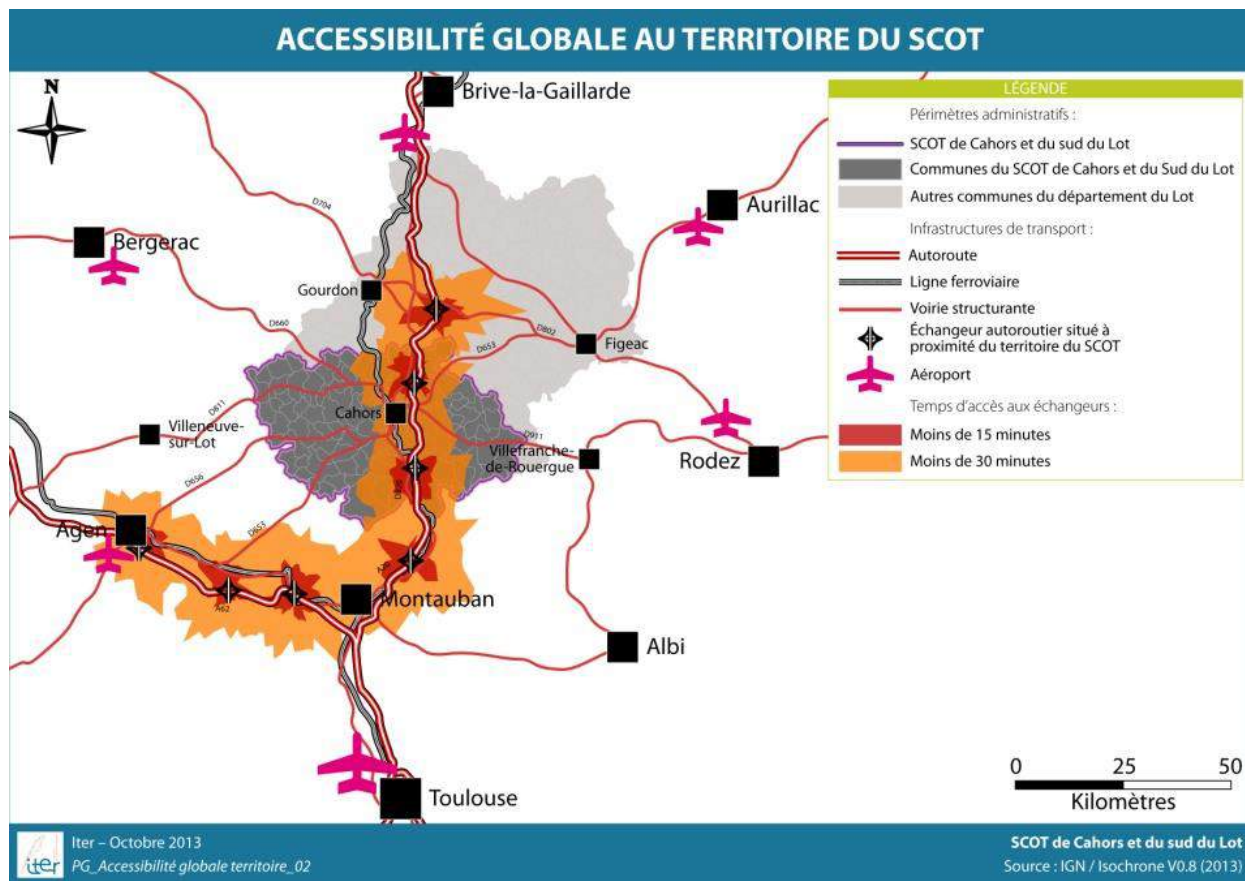 ACCESSIBILITÉ GLOBALE AU TERRITOIRE DU SCOT
N
Brive-la-Gaillarde
Aurillac
Bergerac
D704
Gourdon
D660
D802
D653
Figeac
Cahors
D811
Villeneuve-
sur-Lot
D911
Villefranche-
de-Rouergue
Rodez
D656
D653
Agen
A20
A62
Montauban
Albi
Toulouse
LÉGENDE
Périmètres administratifs :
SCOT de Cahors et du sud du Lot
Communes du SCOT de Cahors et du Sud du Lot
Autres communes du département du Lot
Infrastructures de transport :
Autoroute
Ligne ferroviaire
Voirie structurante
Échangeur autoroutier situé à
proximité du territoire du SCOT
Aéroport
Temps d'accès aux échangeurs :
Moins de 15 minutes
Moins de 30 minutes
0 25 50
Kilomètres
iter
Iter – Octobre 2013
PG_Accessibilité globale territoire_02
SCOT de Cahors et du sud du Lot
Source : IGN / Isochrone V0.8 (2013)